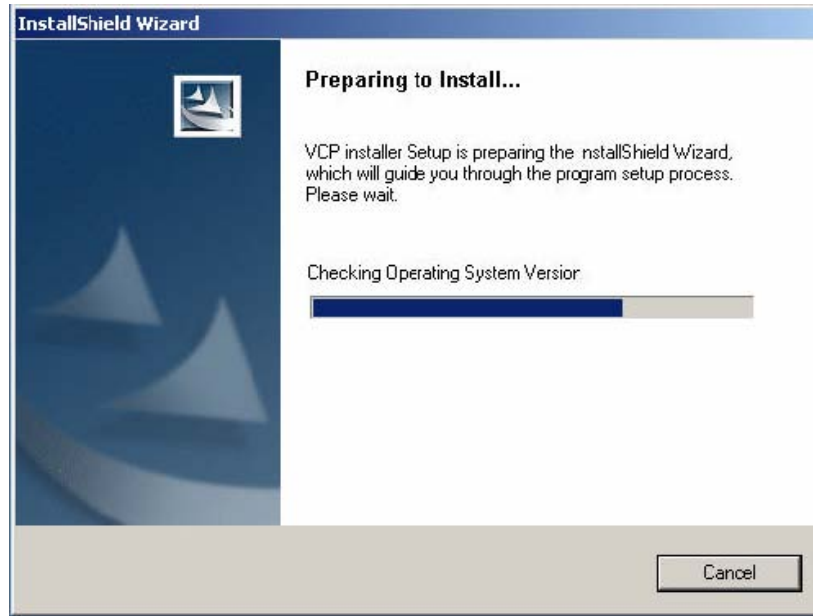 InstallShield Wizard
Preparing to Install...
VCP installer Setup is preparing the nstallShield Wizard,
which will guide you through the program setup process.
Please wait.
Checking Operating System Version
Cancel